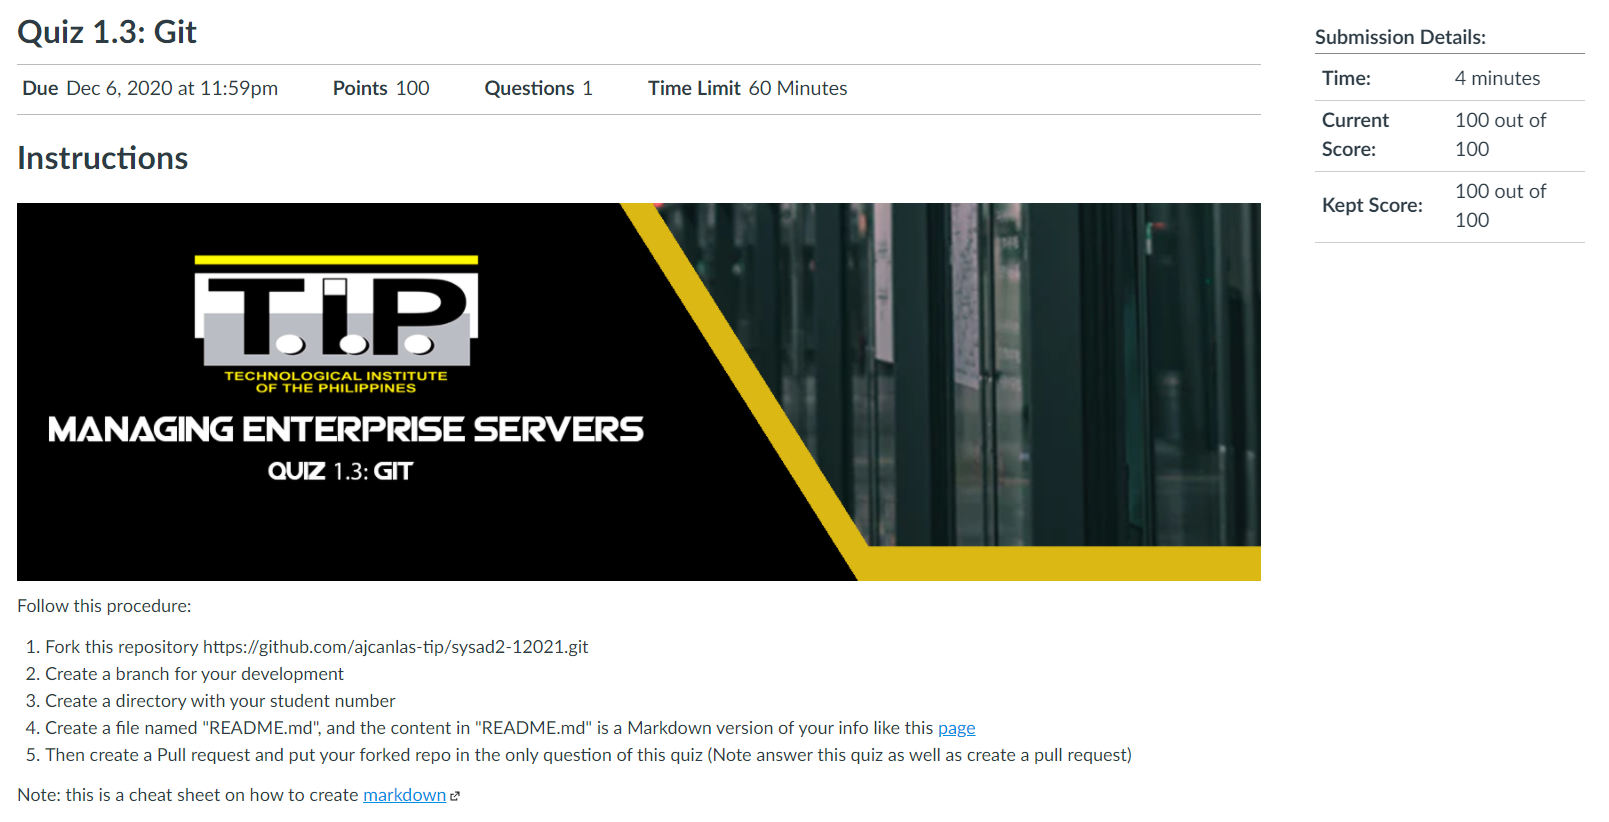 Quiz 1.3: Git
Due Dec 6, 2020 at 11:59pm Points 100 Questions 1 Time Limit 60 Minutes
Instructions
T.I.P.
TECHNOLOGICAL INSTITUTE
OF THE PHILIPPINES
MANAGING ENTERPRISE SERVERS
QUIZ 1.3: GIT
Follow this procedure:
1. Fork this repository https://github.com/ajcanlas-tip/sysad2-12021.git
2. Create a branch for your development
3. Create a directory with your student number
4. Create a file named "README.md", and the content in "README.md" is a Markdown version of your info like this page
5. Then create a Pull request and put your forked repo in the only question of this quiz (Note answer this quiz as well as create a pull request)
Note: this is a cheat sheet on how to create markdown
Submission Details:
Time: 4 minutes
Current Score: 100 out of 100
Kept Score: 100 out of 100